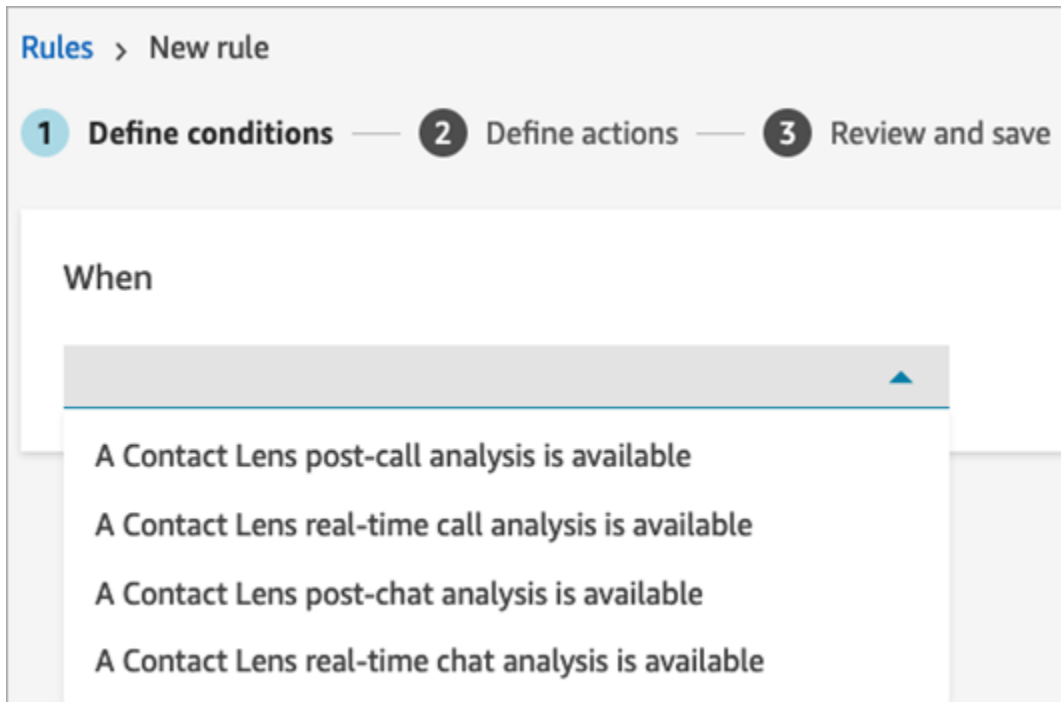 Rules > New rule
1 Define conditions 2 Define actions 3 Review and save
When
A Contact Lens post-call analysis is available
A Contact Lens real-time call analysis is available
A Contact Lens post-chat analysis is available
A Contact Lens real-time chat analysis is available